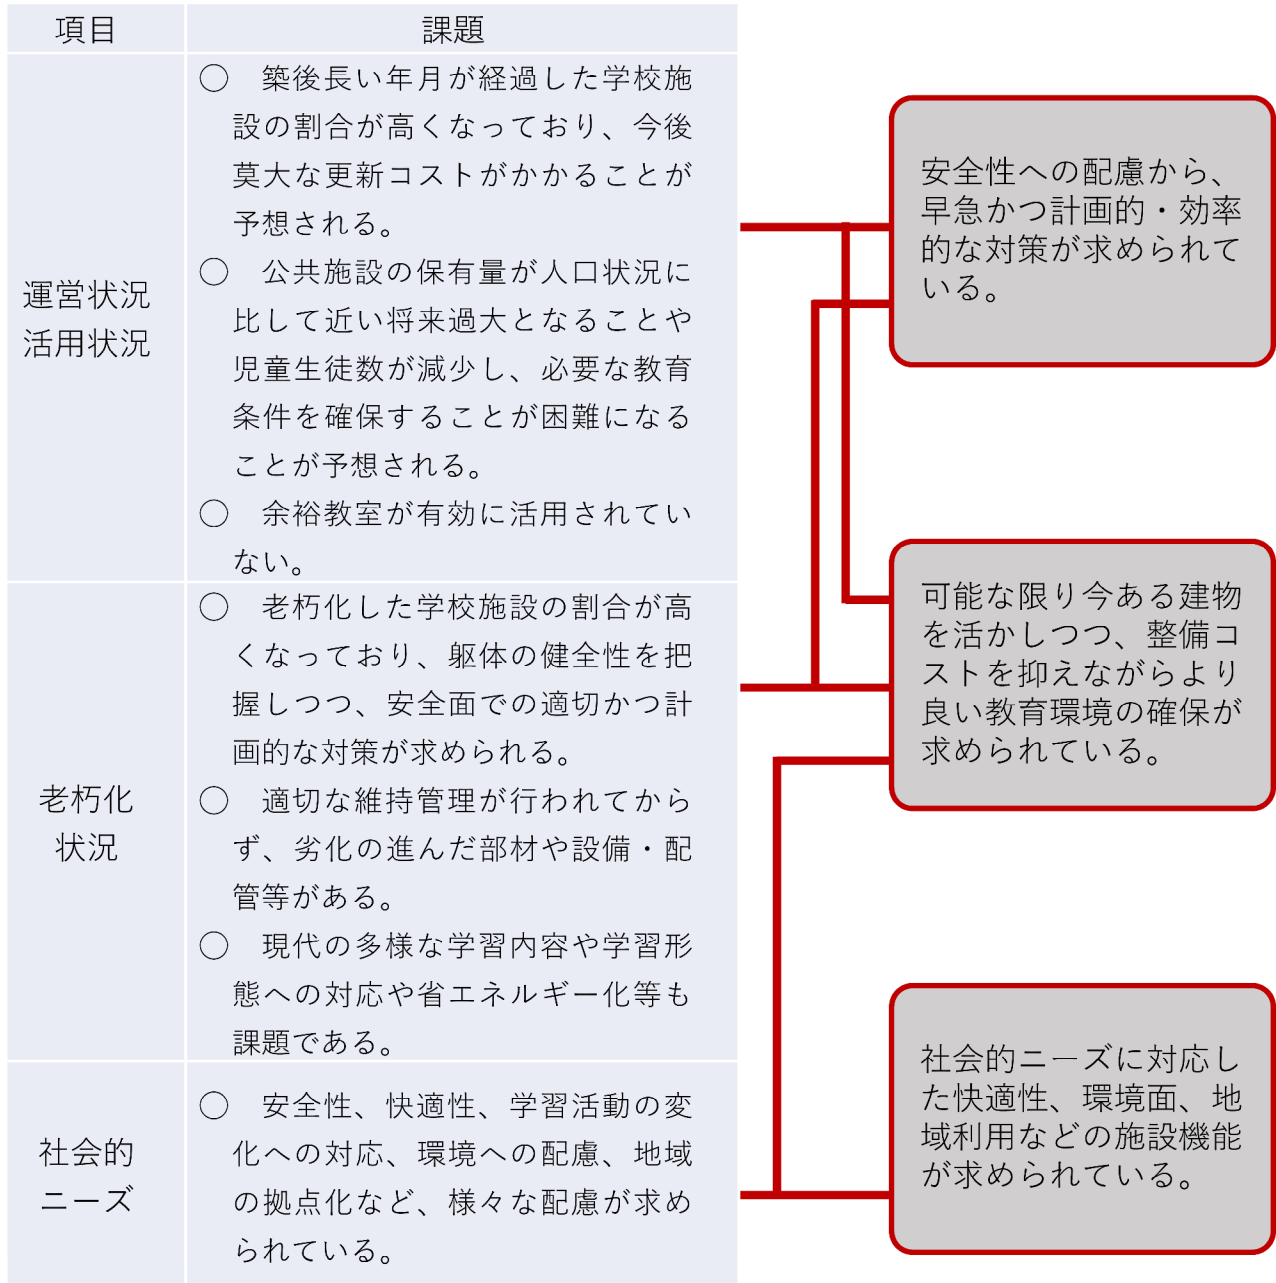 項目
課題
運営状況
活用状況
○　築後長い年月が経過した学校施
設の割合が高くなっており、今後
莫大な更新コストがかかることが
予想される。
○　公共施設の保有量が人口状況に
比して近い将来過大となることや
児童生徒数が減少し、必要な教育
条件を確保することが困難になる
ことが予想される。
○　余裕教室が有効に活用されてい
ない。
老朽化
状況
○　老朽化した学校施設の割合が高
くなっており、躯体の健全性を把
握しつつ、安全面での適切かつ計
画的な対策が求められる。
○　適切な維持管理が行われてから
ず、劣化の進んだ部材や設備・配
管等がある。
○　現代の多様な学習内容や学習形
態への対応や省エネルギー化等も
課題である。
社会的
ニーズ
○　安全性、快適性、学習活動の変
化への対応、環境への配慮、地域
の拠点化など、様々な配慮が求め
られている。
安全性への配慮から、
早急かつ計画的・効率
的な対策が求められて
いる。
可能な限り今ある建物
を活かしつつ、整備コ
ストを抑えながらより
良い教育環境の確保が
求められている。
社会的ニーズに対応し
た快適性、環境面、地
域利用などの施設機能
が求められている。